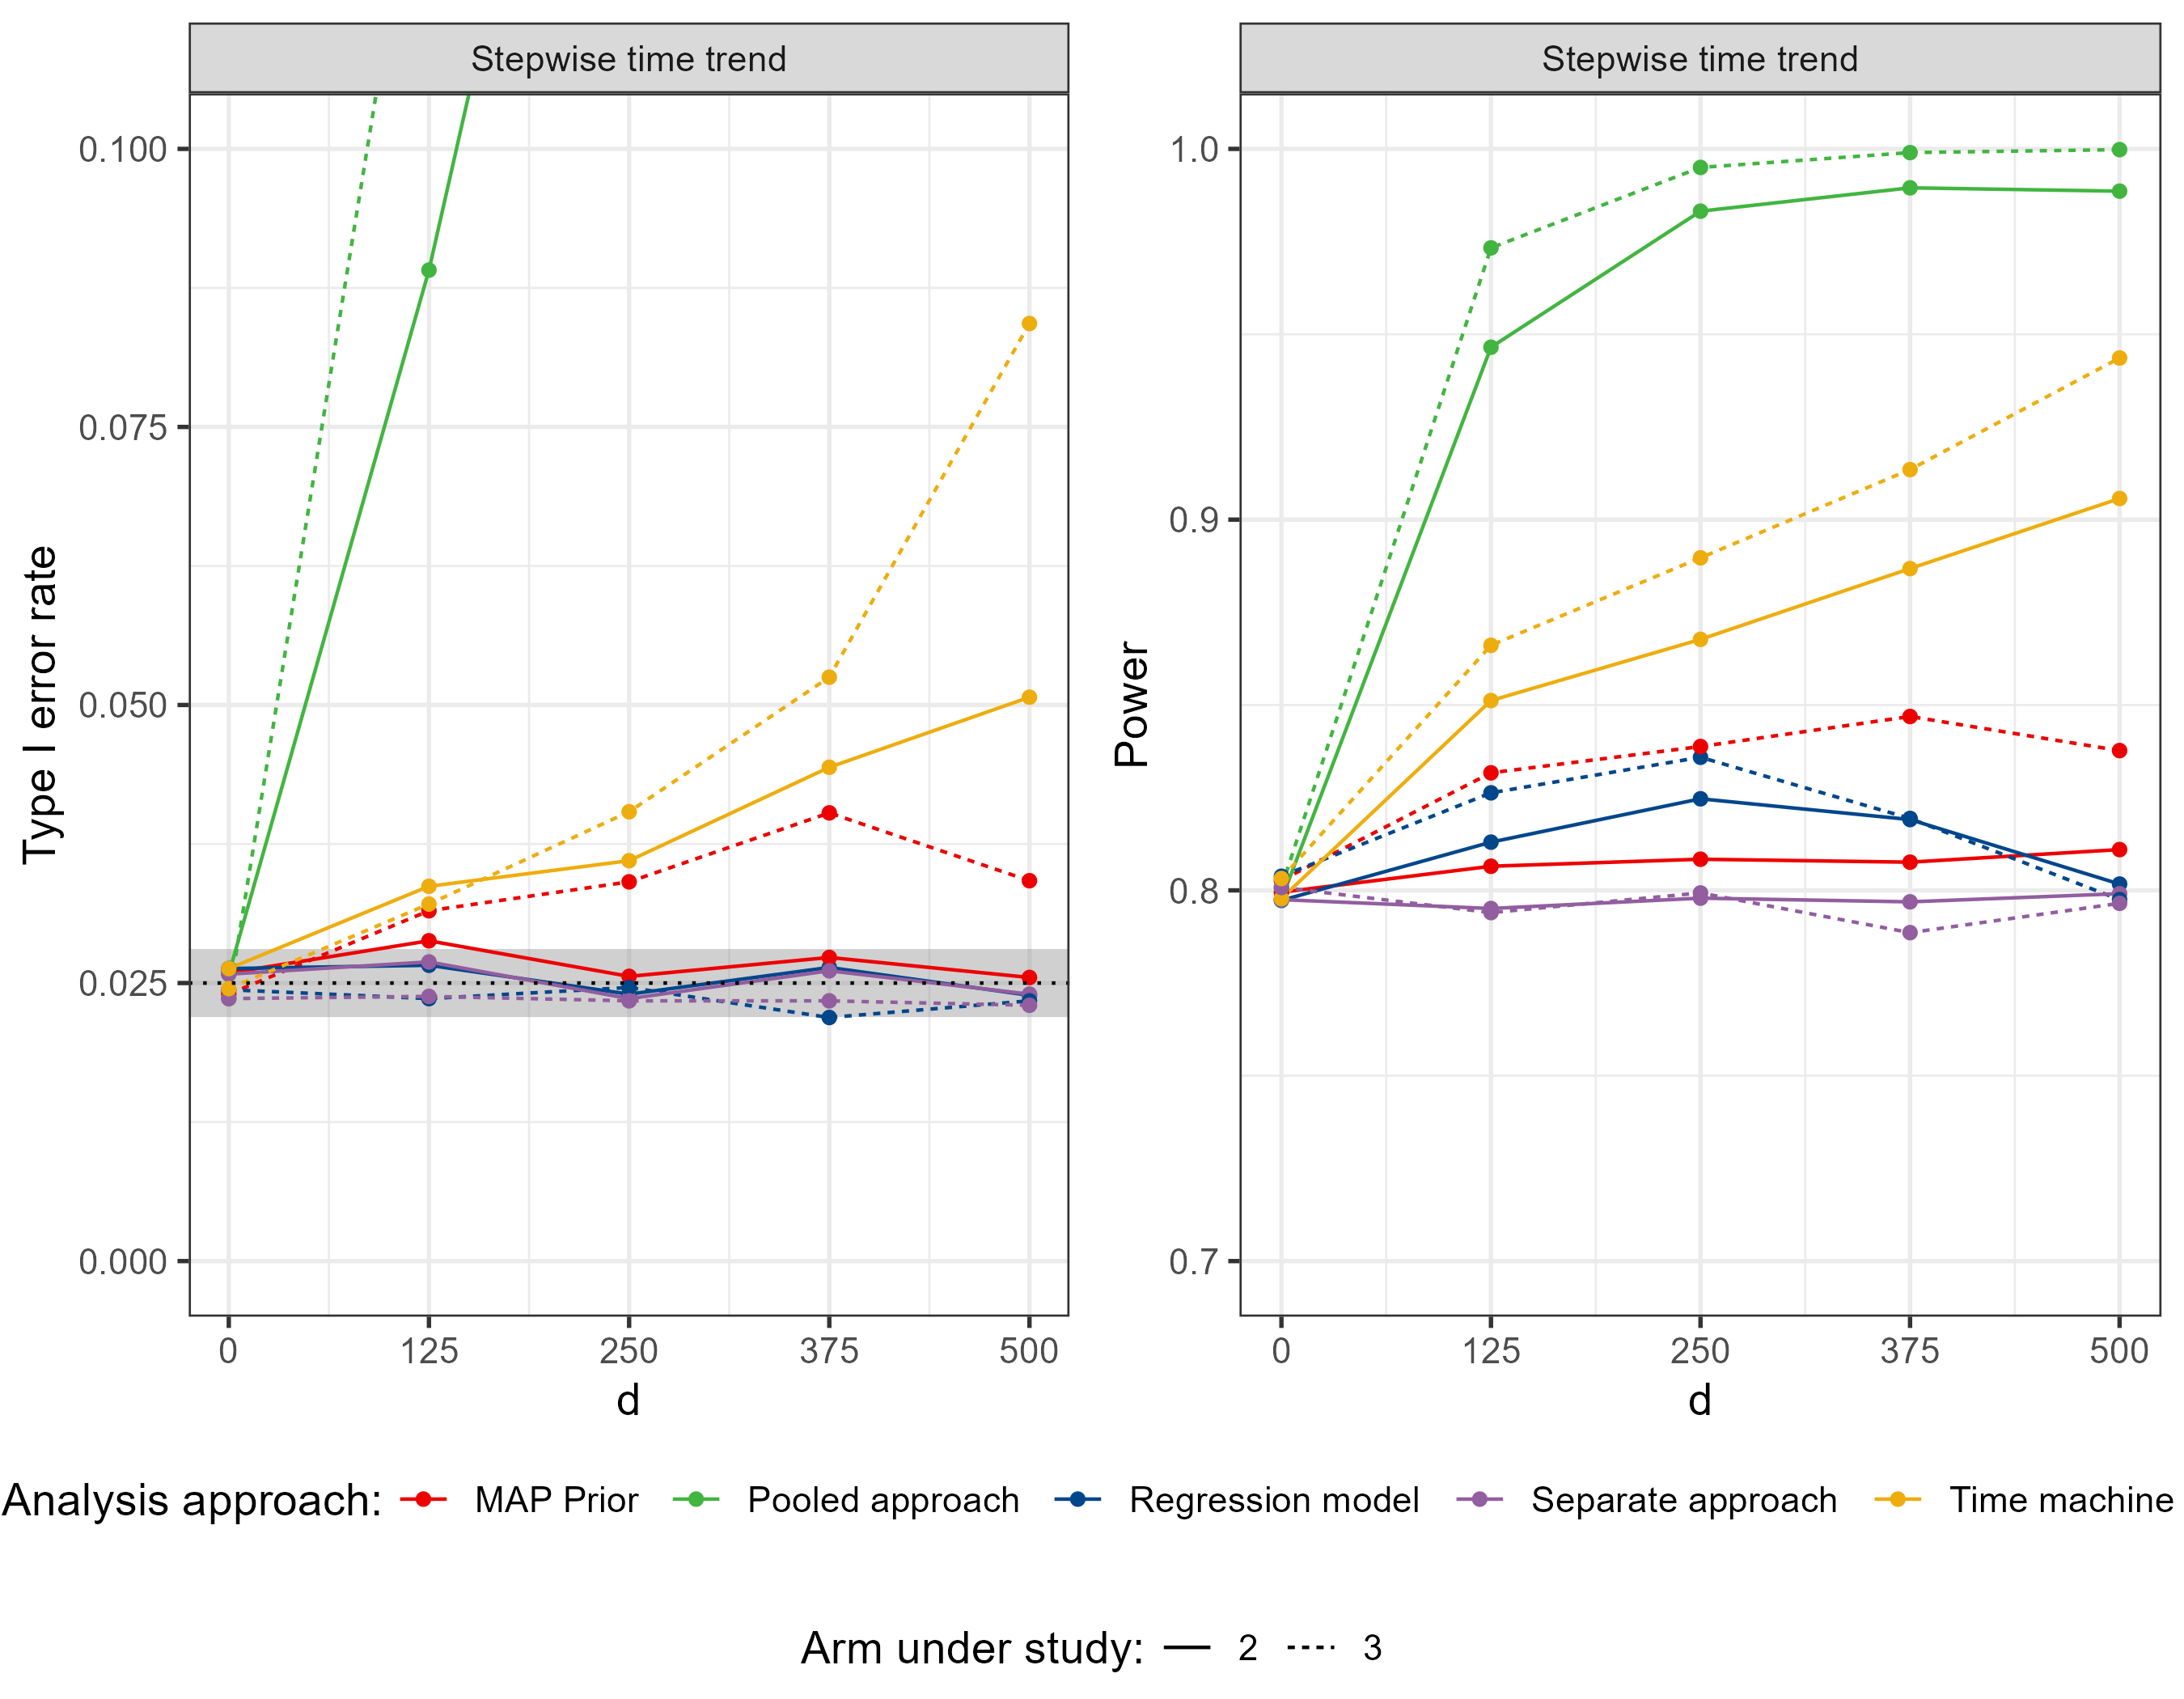 Stepwise time trend
Stepwise time trend
Type I error rate
0.100
0.075
0.050
0.025
0.000
0 125 250 375 500
d
Power
1.0
0.9
0.8
0.7
0 125 250 375 500
d
Analysis approach: MAP Prior Pooled approach Regression model Separate approach Time machine
Arm under study: 2 3